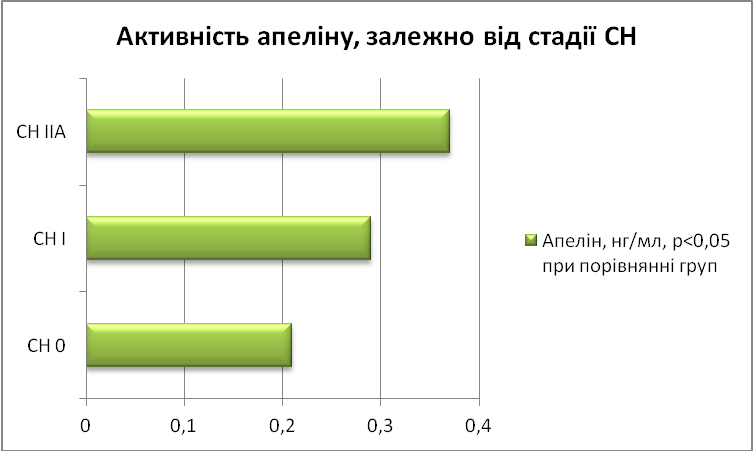 Активність апеліну, залежно від стадії СН
СН ІІА
СН І
СН 0
0
0,1
0,2
0,3
0,4
Апелін, нг/мл, р<0,05
при порівнянні груп